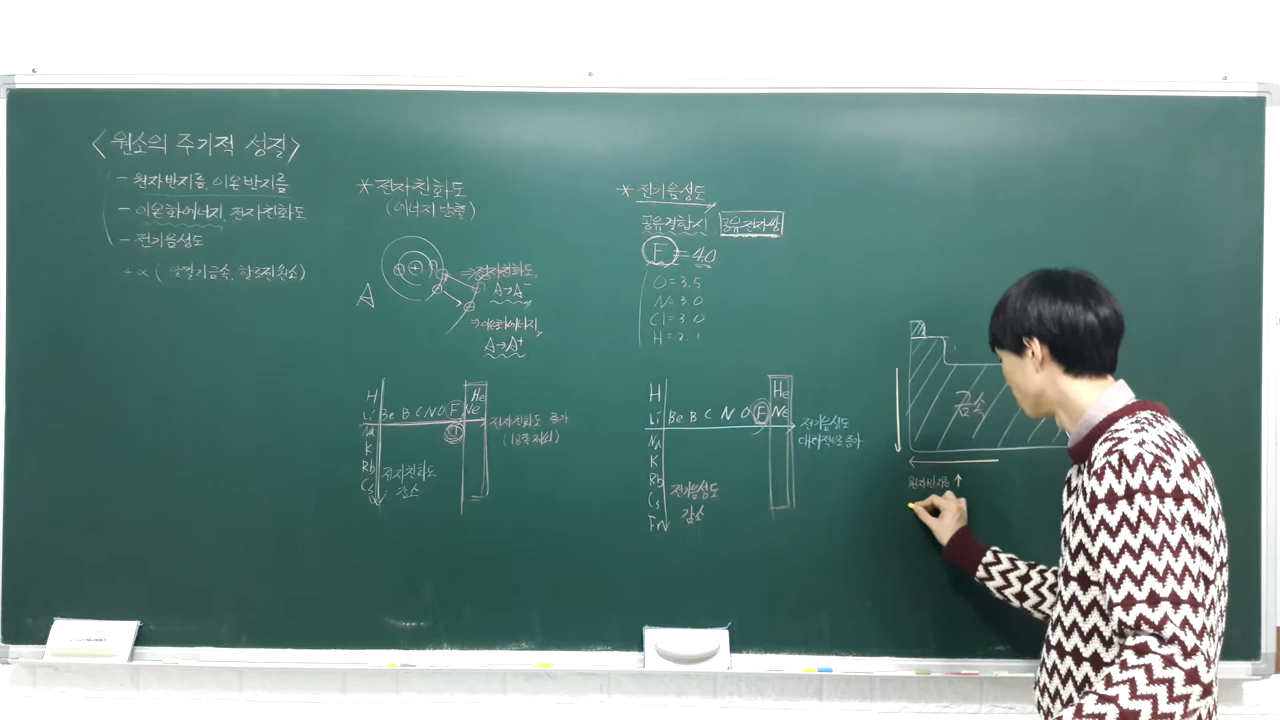 <원소의 주기적 성질>
- 원자반지름, 이온반지름
- 이온화에너지, 전자친화도
- 전기음성도
+α (알칼리금속, 할로젠원소)
*전자친화도
(에너지 방출)
A
⇒ 전자친화도
A→A⁻
⇒ 이온화에너지
A→A⁺
H He
Li Be B C N O F Ne
Na Cl
K
Rb
Cs
전자친화도 증가
(18족 제외)
전자친화도
감소
*전기음성도
공유결합시 공유전자쌍
F = 4.0
O = 3.5
N = 3.0
Cl = 3.0
H = 2.1
H He
Li Be B C N O F Ne
Na
K
Rb
Cs
Fr
전기음성도
대체적으로 증가
전기음성도
감소
금속
원자반지름 ↑